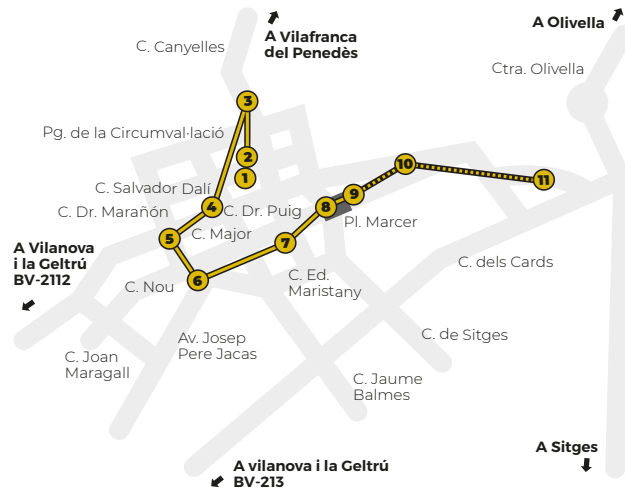 A Vilafranca
del Penedès
A Olivella
C. Canyelles
Ctra. Olivella
3
Pg. de la Circumval·lació
2
1
10
11
C. Salvador Dalí
9
C. Dr. Marañón
4
C. Dr. Puig
8
Pl. Marcer
5
C. Major
7
A Vilanova
i la Geltrú
BV-2112
C. dels Cards
6
C. Nou
C. Ed.
Maristany
Av. Josep
Pere Jacas
C. de Sitges
C. Joan
Maragall
C. Jaume
Balmes
A Sitges
A vilanova i la Geltrú
BV-213